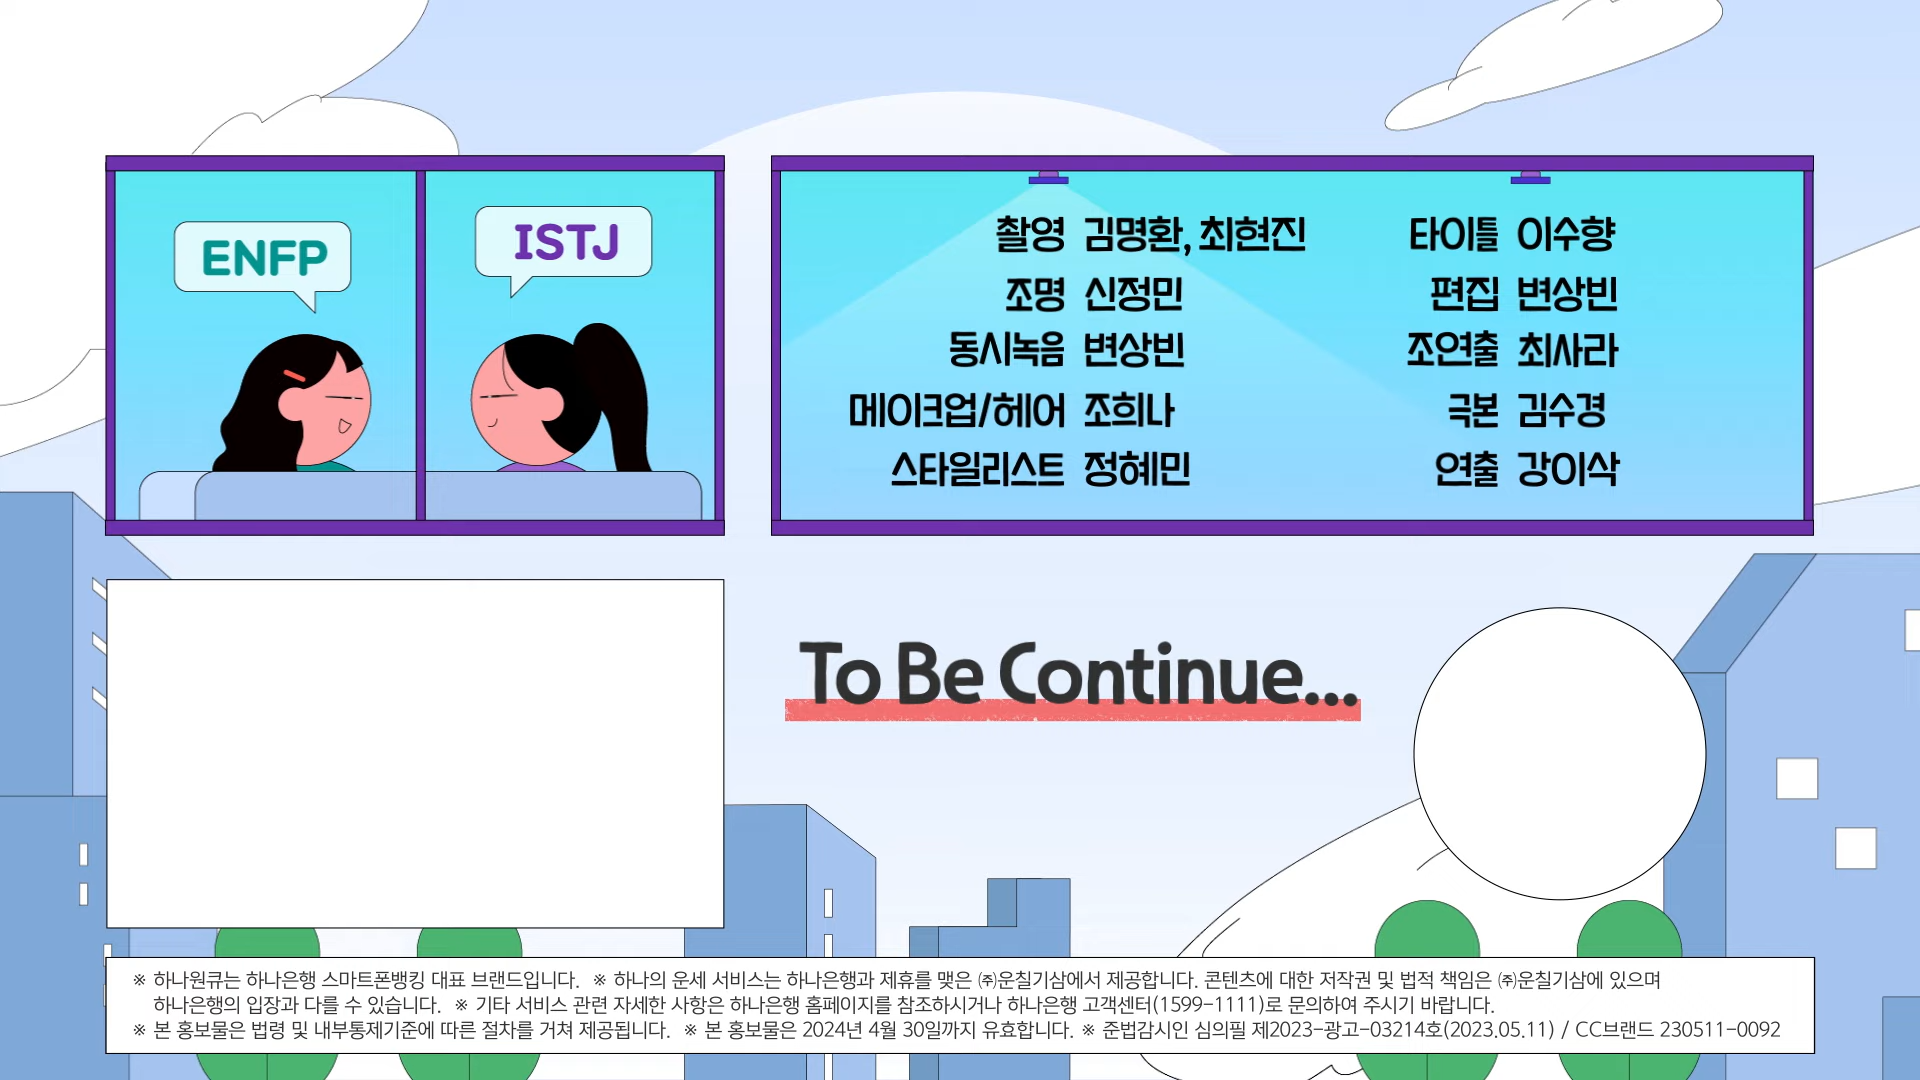 ENFP
ISTJ
촬영 김명환, 최현진
조명 신정민
동시녹음 변상빈
메이크업/헤어 조희나
스타일리스트 정혜민
타이틀 이수향
편집 변상빈
조연출 최사라
극본 김수경
연출 강이삭
To Be Continue...
※ 하나원큐는 하나은행 스마트폰뱅킹 대표 브랜드입니다. ※ 하나의 운세 서비스는 하나은행과 제휴를 맺은 ㈜운칠기삼에서 제공합니다. 콘텐츠에 대한 저작권 및 법적 책임은 ㈜운칠기삼에 있으며
하나은행의 입장과 다를 수 있습니다. ※ 기타 서비스 관련 자세한 사항은 하나은행 홈페이지를 참조하시거나 하나은행 고객센터(1599-1111)로 문의하여 주시기 바랍니다.
※ 본 홍보물은 법령 및 내부통제기준에 따른 절차를 거쳐 제공됩니다. ※ 본 홍보물은 2024년 4월 30일까지 유효합니다. ※ 준법감시인 심의필 제2023-광고-03214호(2023.05.11) / CC브랜드 230511-0092